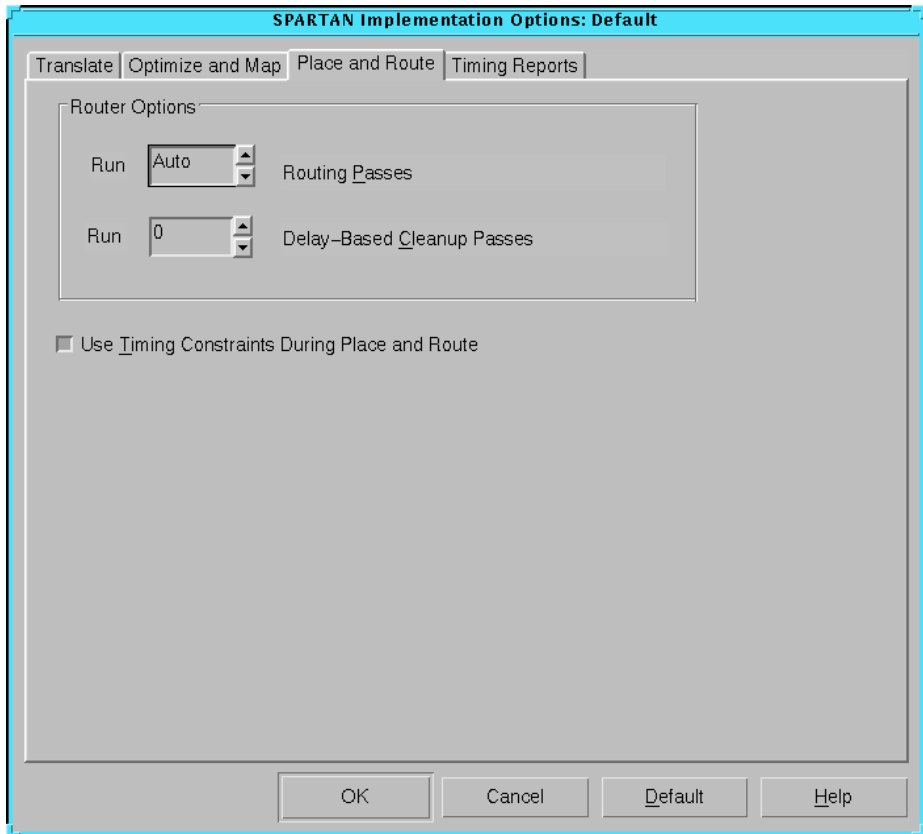 SPARTAN Implementation Options: Default
Translate Optimize and Map Place and Route Timing Reports
Router Options
Run Auto Routing Passes
Run 0 Delay-Based Cleanup Passes
Use Timing Constraints During Place and Route
OK Cancel Default Help